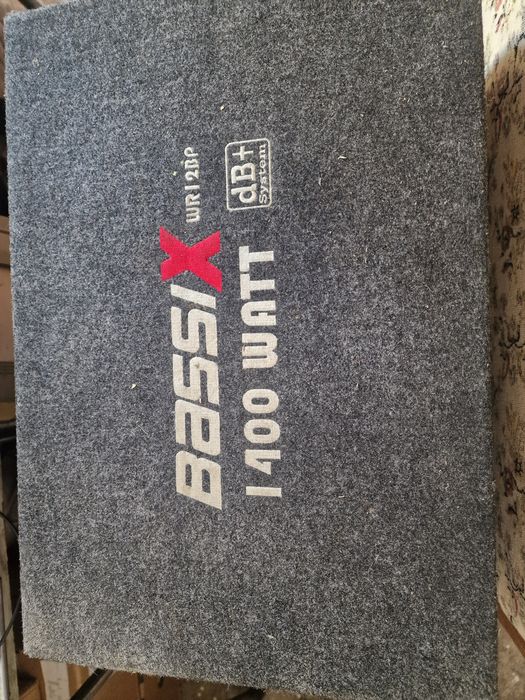 BassIX
WR12BP
1400 WATT
dB+
System